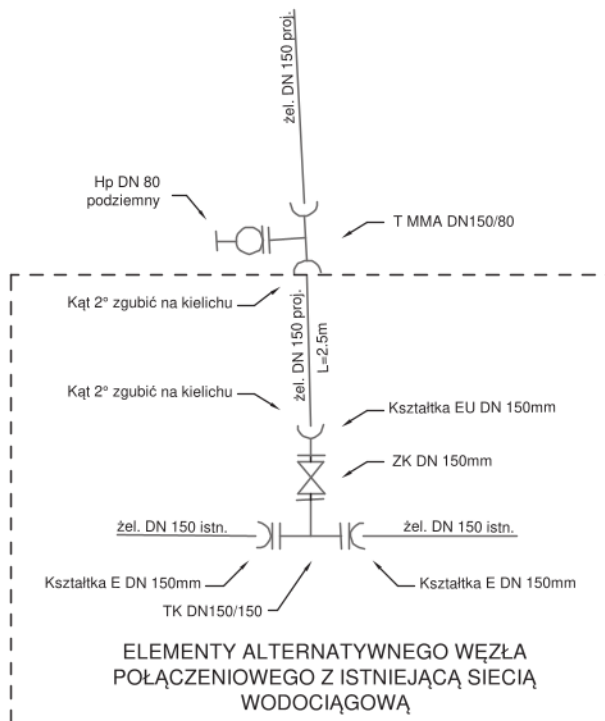 żel. DN 150 proj.
Hp DN 80
podziemny
T MMA DN150/80
Kąt 2° zgubić na kielichu
żel. DN 150 proj.
L=2.5m
Kąt 2° zgubić na kielichu
Kształtka EU DN 150mm
ZK DN 150mm
żel. DN 150 istn.
żel. DN 150 istn.
Kształtka E DN 150mm
Kształtka E DN 150mm
TK DN150/150
ELEMENTY ALTERNATYWNEGO WĘZŁA
POŁĄCZENIOWEGO Z ISTNIEJĄCĄ SIECIĄ
WODOCIĄGOWĄ